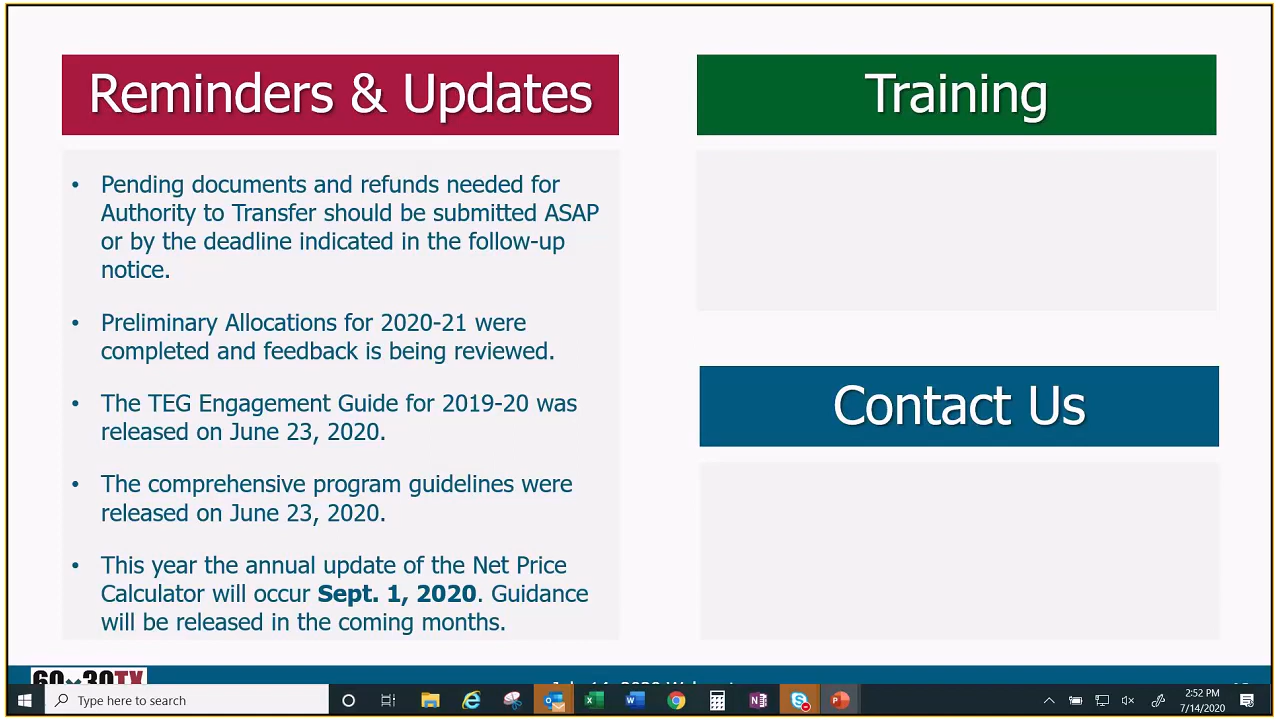 Reminders & Updates
• Pending documents and refunds needed for
Authority to Transfer should be submitted ASAP
or by the deadline indicated in the follow-up
notice.
• Preliminary Allocations for 2020-21 were
completed and feedback is being reviewed.
• The TEG Engagement Guide for 2019-20 was
released on June 23, 2020.
• The comprehensive program guidelines were
released on June 23, 2020.
• This year the annual update of the Net Price
Calculator will occur Sept. 1, 2020. Guidance
will be released in the coming months.
Training
Contact Us
60x30TX
July 14, 2020
Type here to search
2:52 PM
7/14/2020